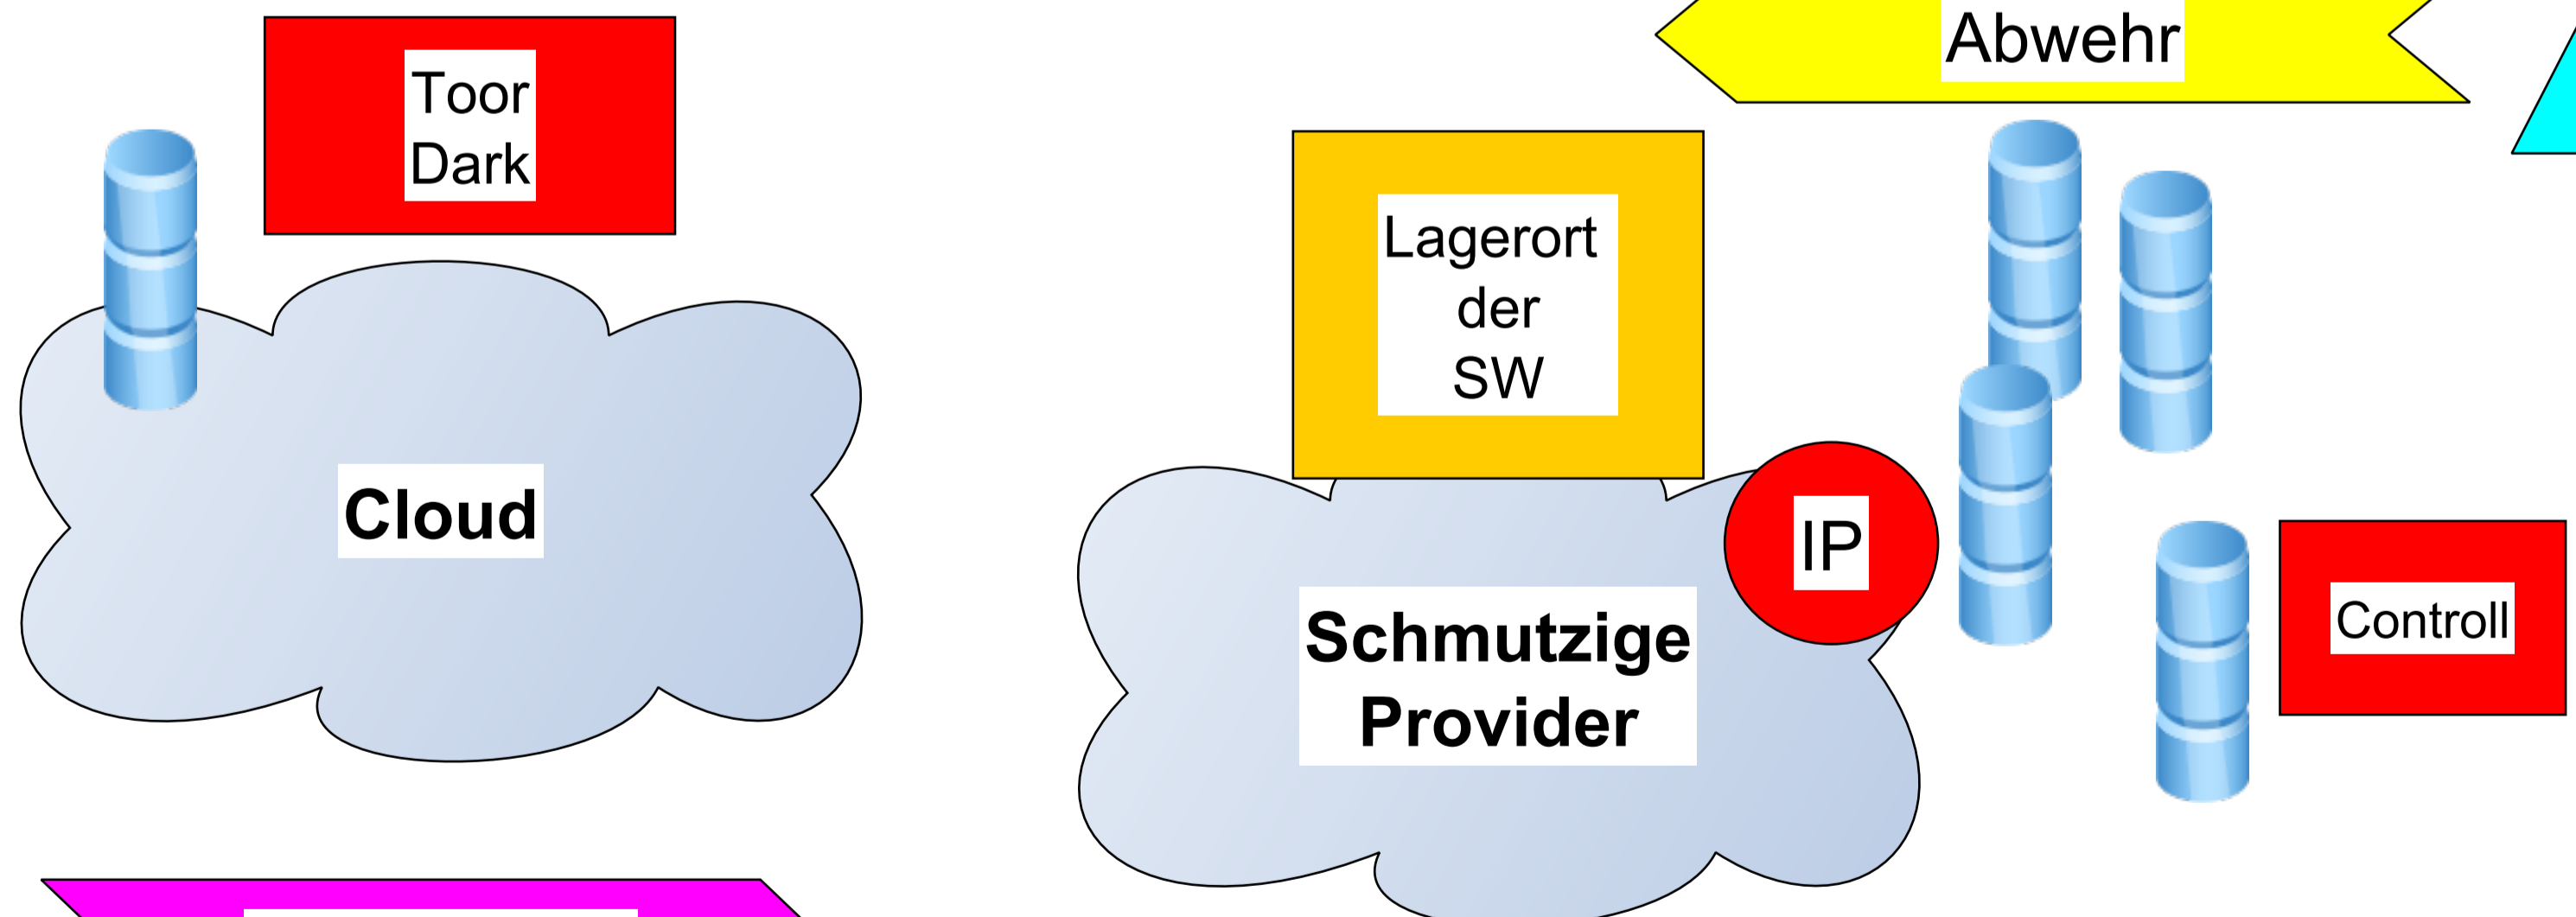 Abwehr
Toor
Dark
Lagerort
der
SW
Cloud
IP
Schmutzige
Provider
Controll